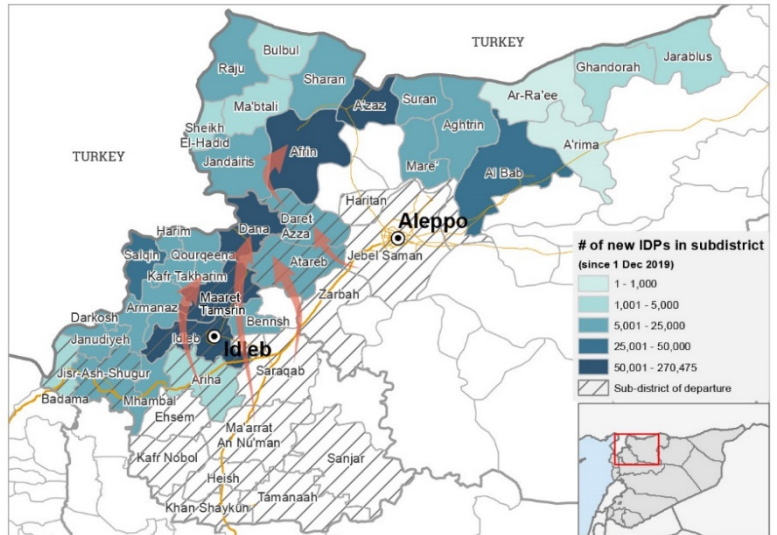 TURKEY
Bulbul
Raju
Sharan
Jarablus
Ghandorah
Ar-Ra'ee
Ma'btali
A'zaz
Suran
Aghtrin
Sheikh
El-Hadid
A'rima
TURKEY
Jandairis
Afrin
Mare'
Al Bab
Haritan
Daret
Azza
Dana
Aleppo
Harim
Salqin
Qourqeena
Atareb
Jebel Saman
Kafr Takharim
Zarbah
Maaret
Tamsrin
Armanaz
Darkosh
Bennsh
Janudiyeh
Idleb
Idleb
Jisr-Ash-Shugur
Ariha
Saraqab
Badama
Mhambal
Ehsem
Ma'arrat
An Nu'man
Kafr Nobol
Sanjar
Heish
Tamanaah
Khan Shaykun
# of new IDPs in subdistrict
(since 1 Dec 2019)
1 - 1,000
1,001 - 5,000
5,001 - 25,000
25,001 - 50,000
50,001 - 270,475
Sub-district of departure